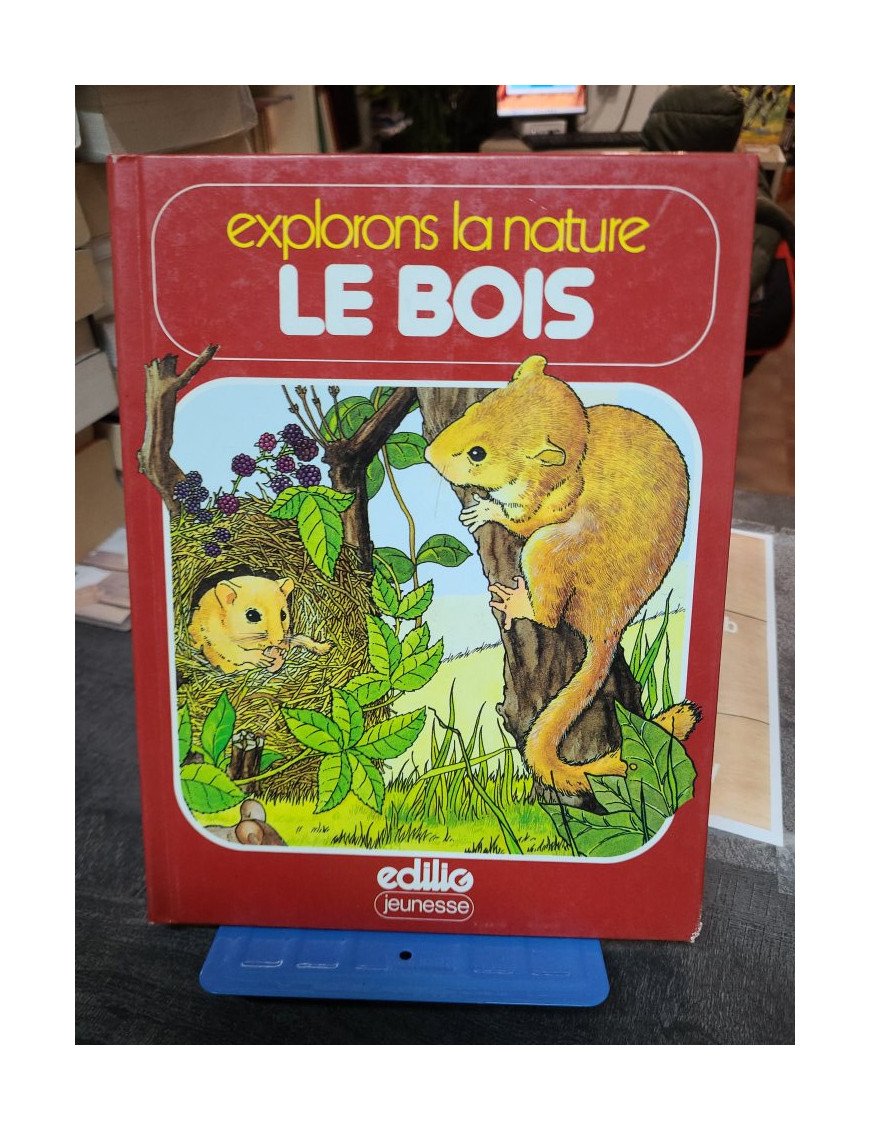 explorons la nature
LE BOIS
edilig
jeunesse